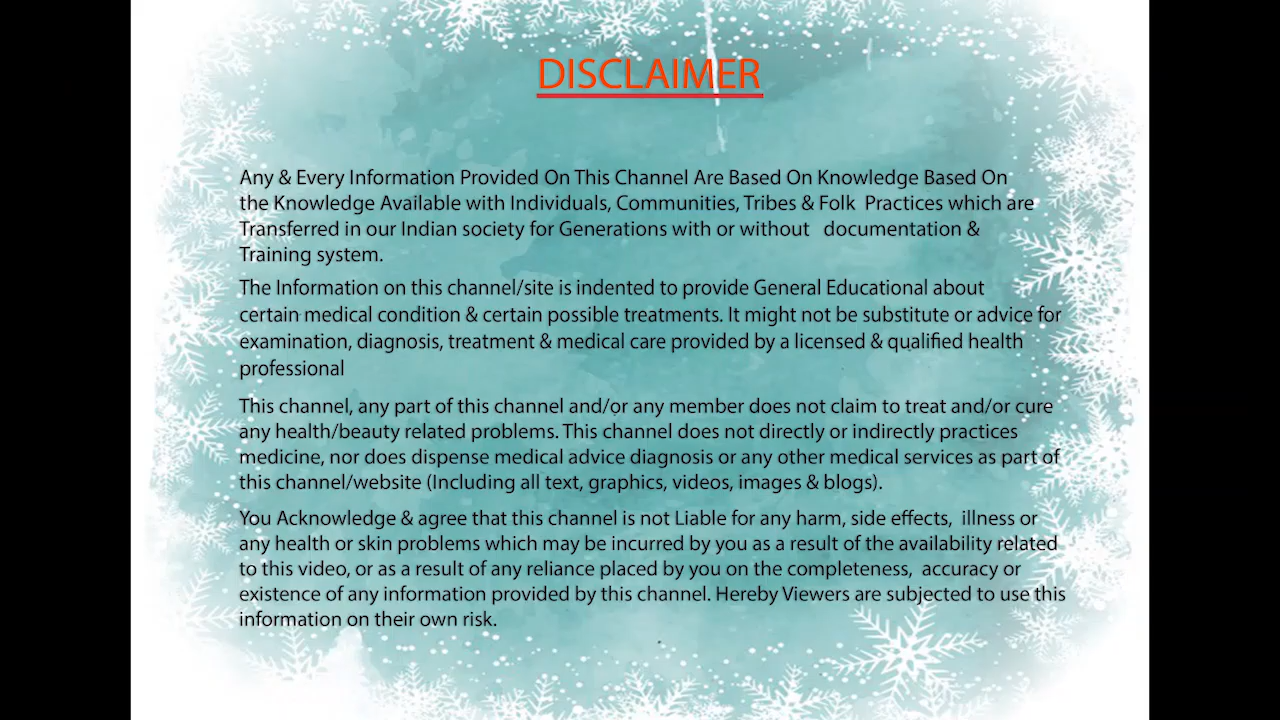 DISCLAIMER
Any & Every Information Provided On This Channel Are Based On Knowledge Based On
the Knowledge Available with Individuals, Communities, Tribes & Folk Practices which are
Transferred in our Indian society for Generations with or without documentation &
Training system.
The Information on this channel/site is indented to provide General Educational about
certain medical condition & certain possible treatments. It might not be substitute or advice for
examination, diagnosis, treatment & medical care provided by a licensed & qualified health
professional
This channel, any part of this channel and/or any member does not claim to treat and/or cure
any health/beauty related problems. This channel does not directly or indirectly practices
medicine, nor does dispense medical advice diagnosis or any other medical services as part of
this channel/website (Including all text, graphics, videos, images & blogs).
You Acknowledge & agree that this channel is not Liable for any harm, side effects, illness or
any health or skin problems which may be incurred by you as a result of the availability related
to this video, or as a result of any reliance placed by you on the completeness, accuracy or
existence of any information provided by this channel. Hereby Viewers are subjected to use this
information on their own risk.